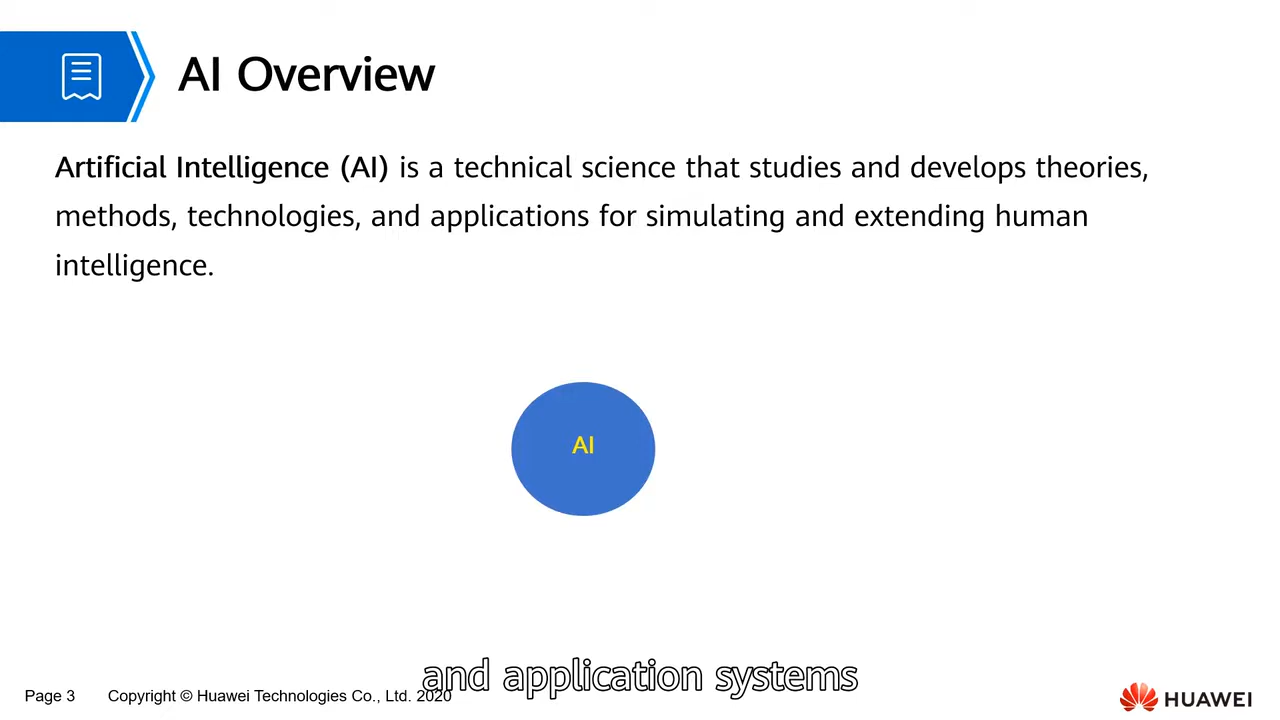 AI Overview
Artificial Intelligence (AI) is a technical science that studies and develops theories,
methods, technologies, and applications for simulating and extending human
intelligence.
AI
and application systems
Page 3 Copyright © Huawei Technologies Co., Ltd. 2020
HUAWEI